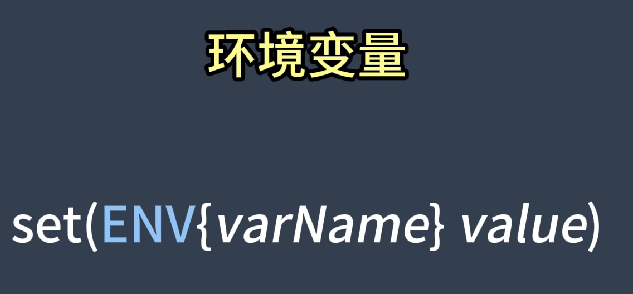 环境变量
set(ENV{varName} value)